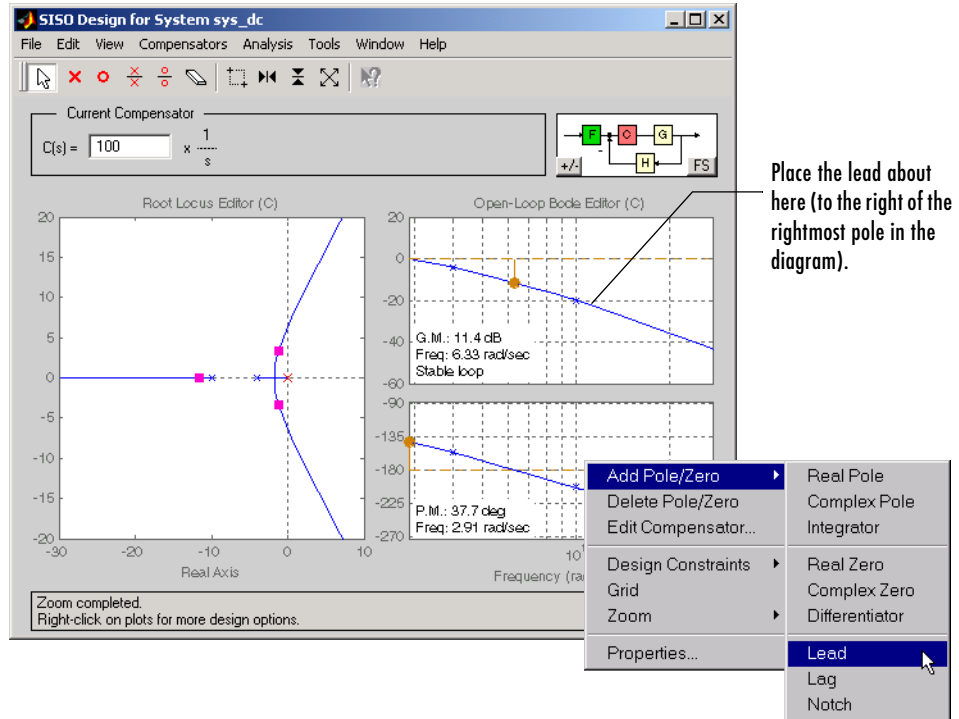 SISO Design for System sys_dc
File Edit View Compensators Analysis Tools Window Help
Current Compensator
C(s) = 100 x 1
s
F C G
H
+/- FS
Place the lead about
here (to the right of the
rightmost pole in the
diagram).
Root Locus Editor (C)
20
15
10
5
0
-5
-10
-15
-20
-30 -20 -10 0 10
Real Axis
Open-Loop Bode Editor (C)
20
0
-20
-40
-60
G.M.: 11.4 dB
Freq: 6.33 rad/sec
Stable loop
-90
-135
-180
-225
-270
P.M.: 37.7 deg
Freq: 2.91 rad/sec
10
Frequency (ra
Zoom completed.
Right-click on plots for more design options.
Add Pole/Zero
Delete Pole/Zero
Edit Compensator...
Design Constraints
Grid
Zoom
Properties...
Real Pole
Complex Pole
Integrator
Real Zero
Complex Zero
Differentiator
Lead
Lag
Notch